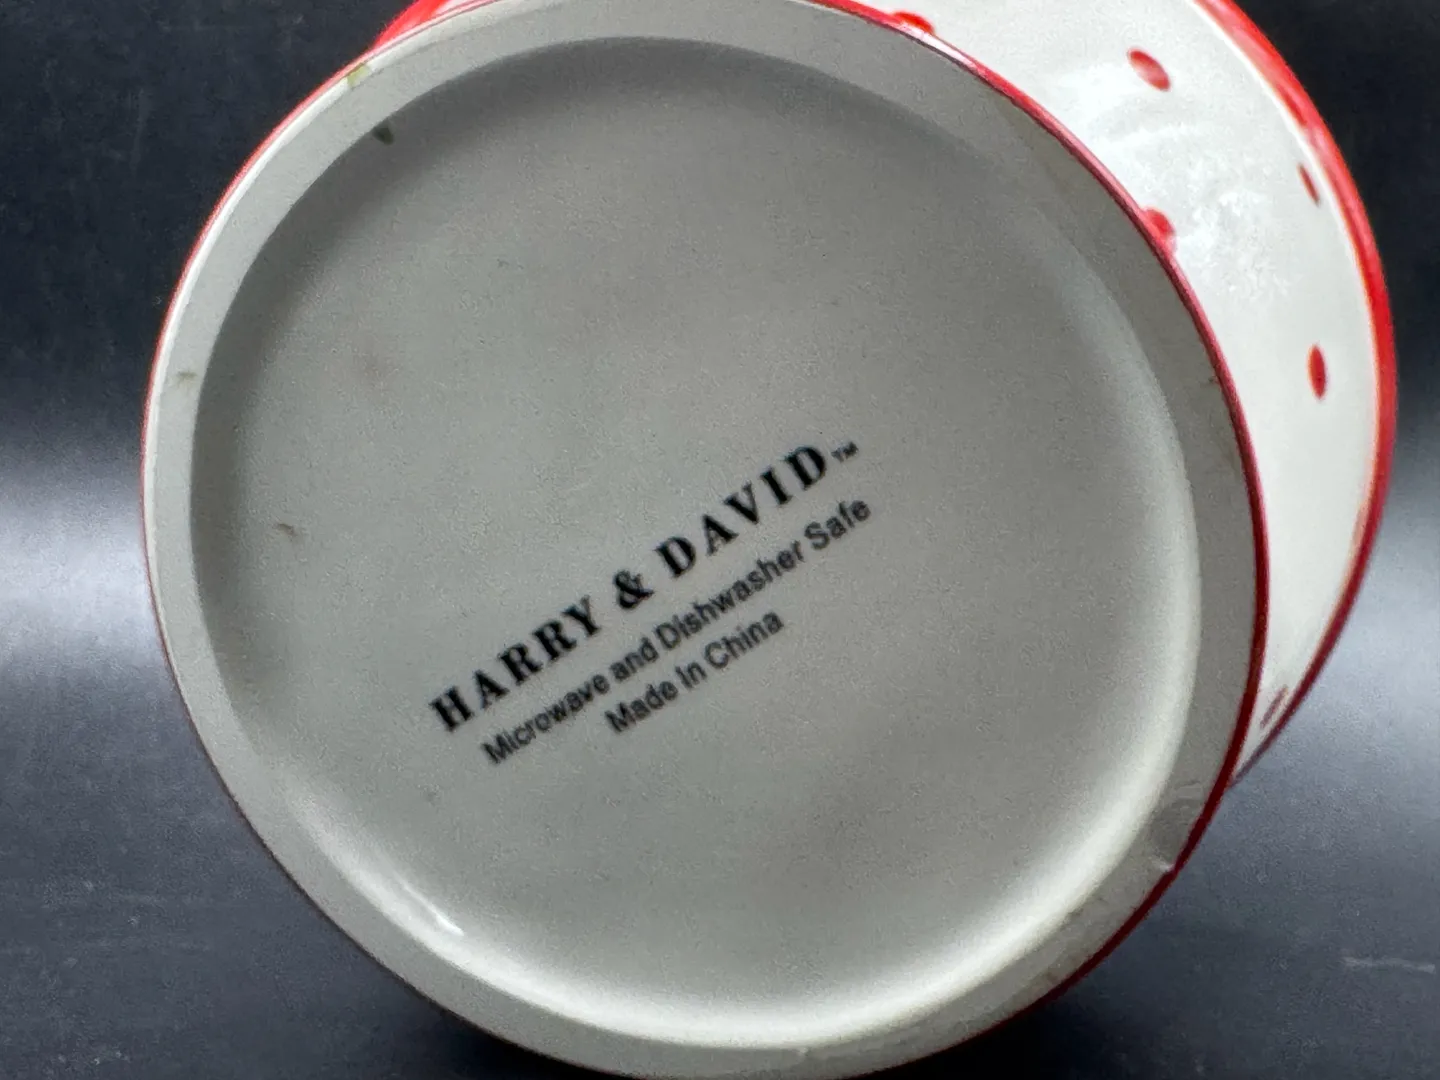 HARRY & DAVID™
Microwave and Dishwasher Safe
Made In China